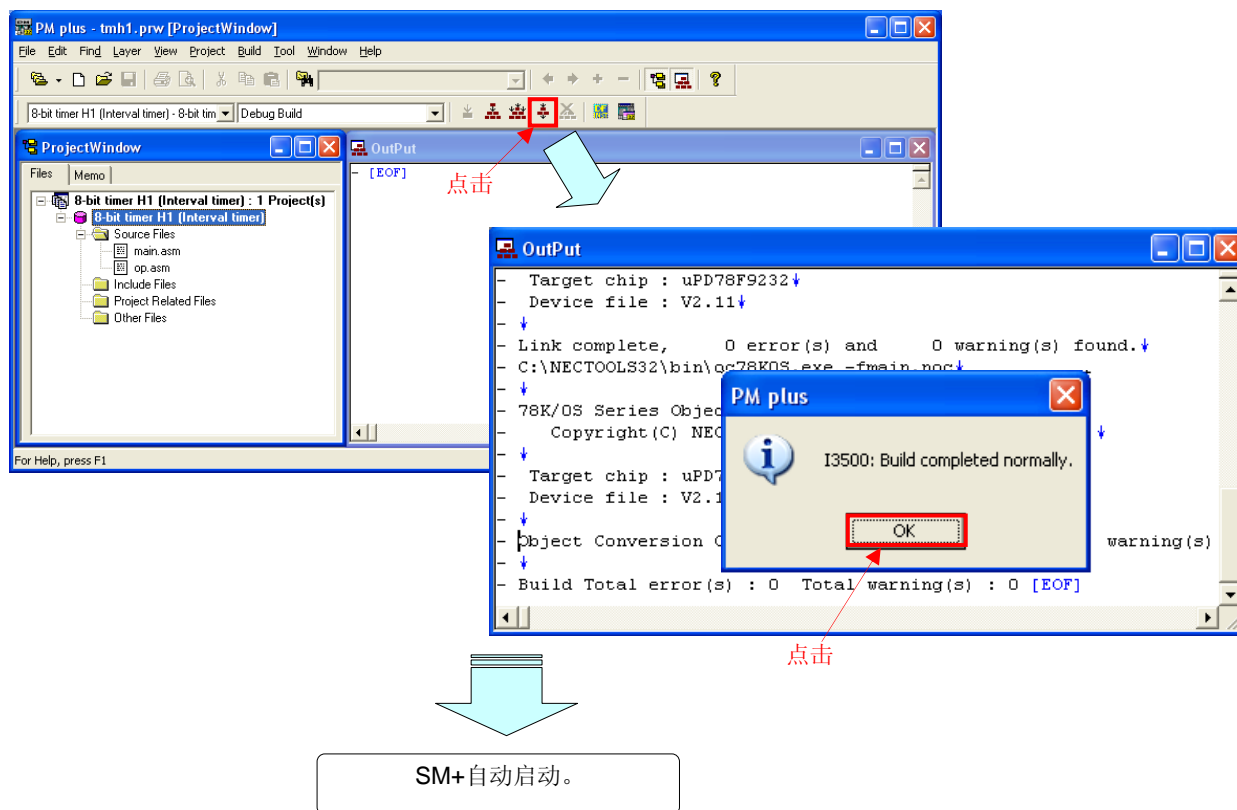 PM plus - tmh1.prw [ProjectWindow]
File Edit Find Layer View Project Build Tool Window Help
8-bit timer H1 (Interval timer) - 8-bit tim Debug Build
ProjectWindow
Files Memo
8-bit timer H1 (Interval timer) : 1 Project(s)
8-bit timer H1 (Interval timer)
Source Files
main.asm
op.asm
Include Files
Project Related Files
Other Files
For Help, press F1
OutPut
- [EOF]
点击
OutPut
- Target chip : uPD78F9232↓
- Device file : V2.11↓
- ↓
- Link complete, 0 error(s) and 0 warning(s) found.↓
- C:\NECTOOLS32\bin\oc78K0S.exe -fmain.poc↓
- ↓
- 78K/0S Series Objec
- Copyright(C) NEC ↓
- ↓
- Target chip : uPD7
- Device file : V2.1
- ↓
- Object Conversion C warning(s)
- ↓
- Build Total error(s) : 0 Total warning(s) : 0 [EOF]
PM plus
I3500: Build completed normally.
OK
点击
SM+自动启动。